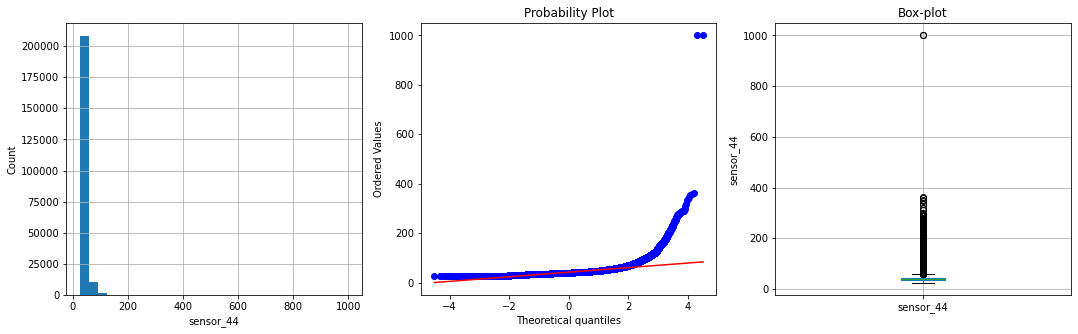 200000
175000
150000
125000
100000
75000
50000
25000
0
Count
0 200 400 600 800 1000
sensor_44
Probability Plot
1000
800
600
400
200
0
Ordered Values
−4 −2 0 2 4
Theoretical quantiles
Box-plot
1000
800
600
400
200
0
sensor_44
sensor_44